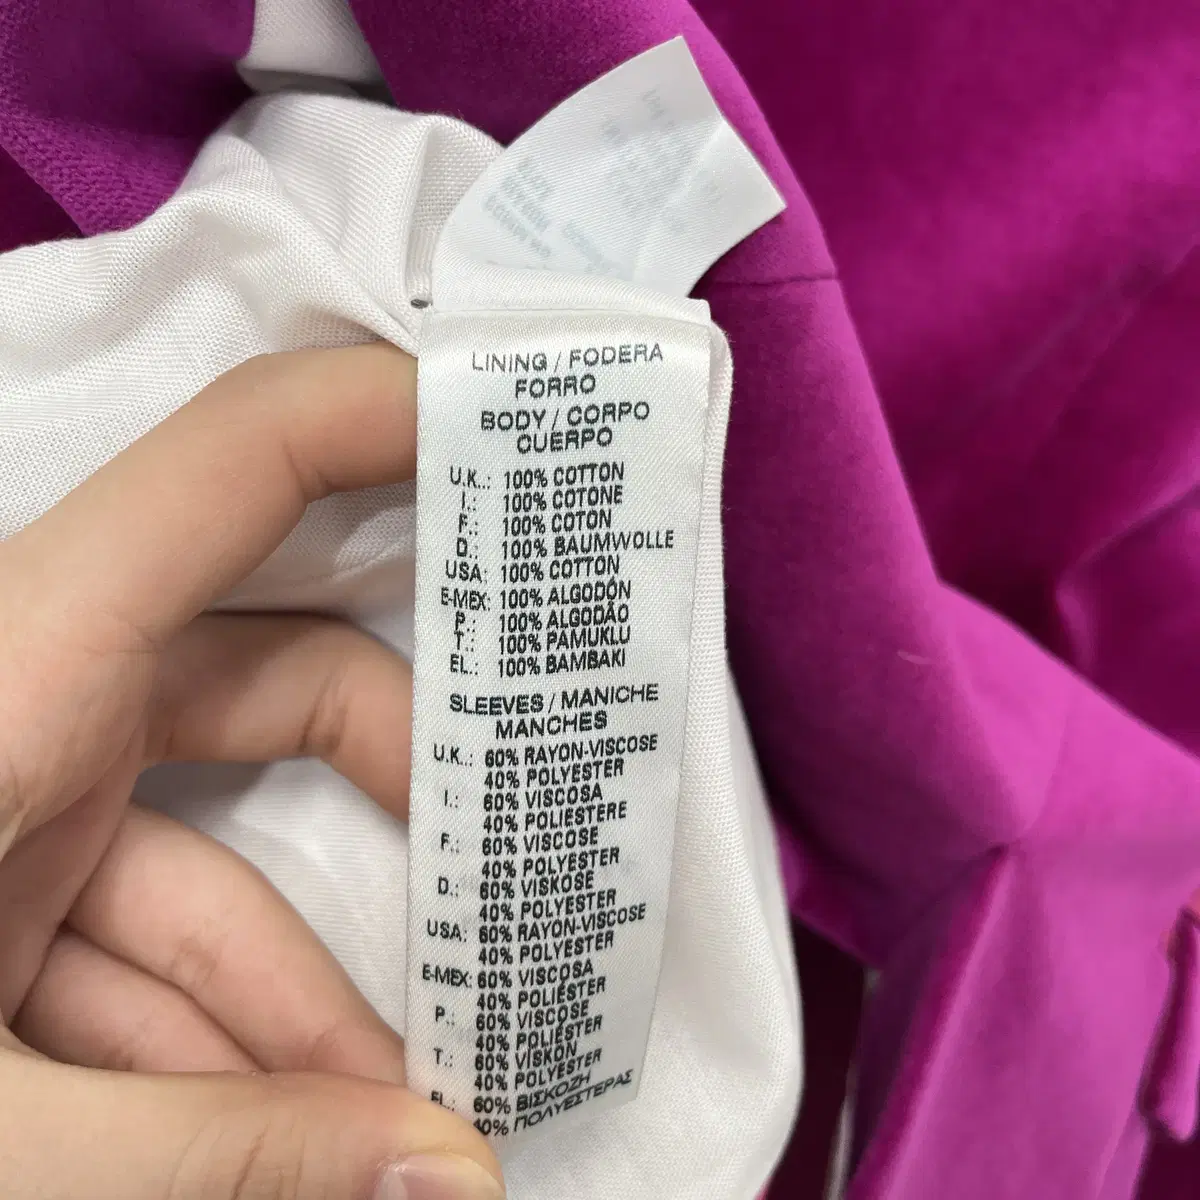 LINING / FODERA
FORRO
BODY / CORPO
CUERPO
U.K..: 100% COTTON
I.: 100% COTONE
F.: 100% COTON
D.: 100% BAUMWOLLE
USA: 100% COTTON
E-MEX: 100% ALGODÓN
P.: 100% ALGODÃO
T.: 100% PAMUKLU
EL.: 100% BAMBAKI
SLEEVES / MANICHE
MANCHES
U.K..: 60% RAYON-VISCOSE
40% POLYESTER
I.: 60% VISCOSA
40% POLIESTERE
F.: 60% VISCOSE
40% POLYESTER
D.: 60% VISKOSE
40% POLYESTER
USA: 60% RAYON-VISCOSE
40% POLYESTER
E-MEX: 60% VISCOSA
40% POLIÉSTER
P.: 60% VISCOSE
40% POLIÉSTER
T.: 60% VİSKON
40% POLYESTER
EL.: 60% ΒΙΣΚΟΖΗ
40% ΠΟΛΥΕΣΤΕΡΑΣ